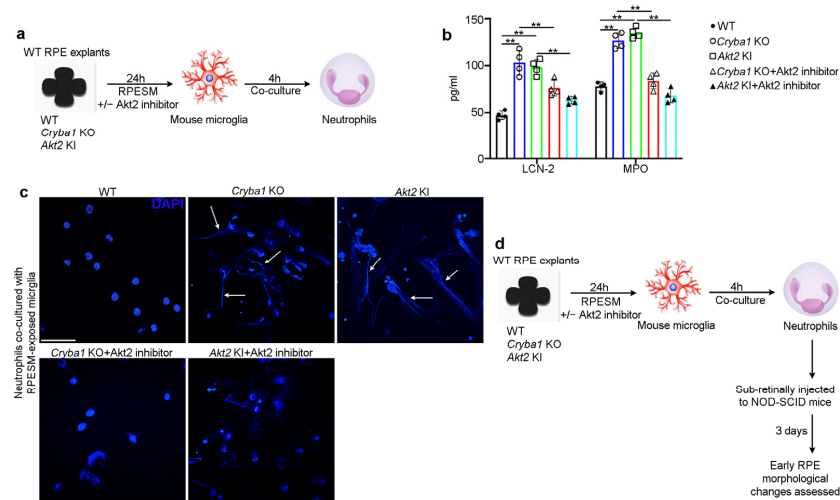 a
WT RPE explants
24h
RPESM
+/− Akt2 inhibitor
4h
Co-culture
Mouse microglia
Neutrophils
WT
Cryba1 KO
Akt2 KI
b
pg/ml
150
100
50
0
**
**
**
**
**
**
**
**
LCN-2
MPO
WT
Cryba1 KO
Akt2 KI
Cryba1 KO+Akt2 inhibitor
Akt2 KI+Akt2 inhibitor
c
Neutrophils co-cultured with
RPESM-exposed micrglia
WT
Cryba1 KO
Akt2 KI
DAPI
Cryba1 KO+Akt2 inhibitor
Akt2 KI+Akt2 inhibitor
d
WT RPE explants
24h
RPESM
+/− Akt2 inhibitor
4h
Co-culture
Mouse microglia
Neutrophils
WT
Cryba1 KO
Akt2 KI
Sub-retinally injected
to NOD-SCID mice
3 days
Early RPE
morphological
changes assessed